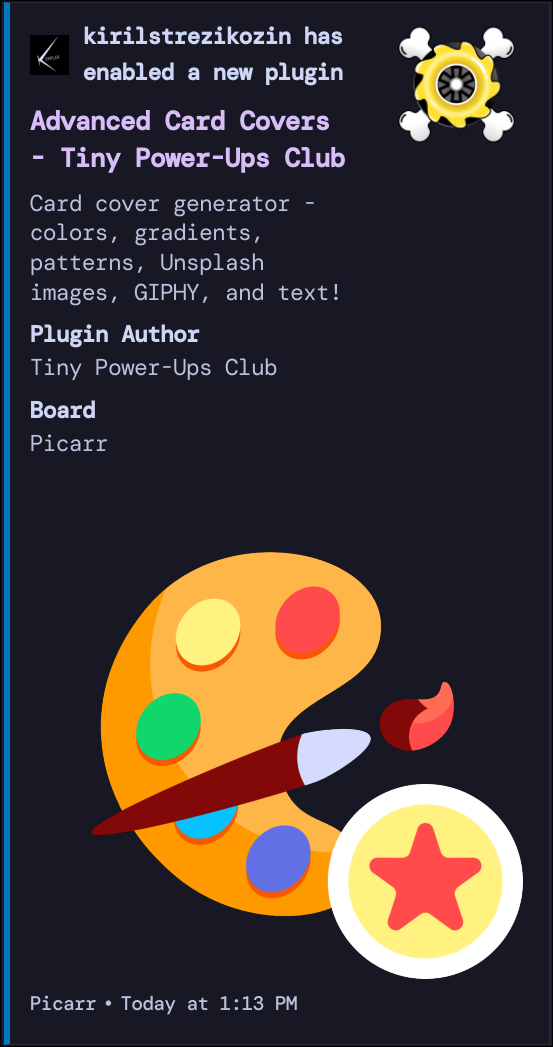 kirilstrezikozin has
enabled a new plugin
Advanced Card Covers
- Tiny Power-Ups Club
Card cover generator -
colors, gradients,
patterns, Unsplash
images, GIPHY, and text!
Plugin Author
Tiny Power-Ups Club
Board
Picarr
Picarr • Today at 1:13 PM